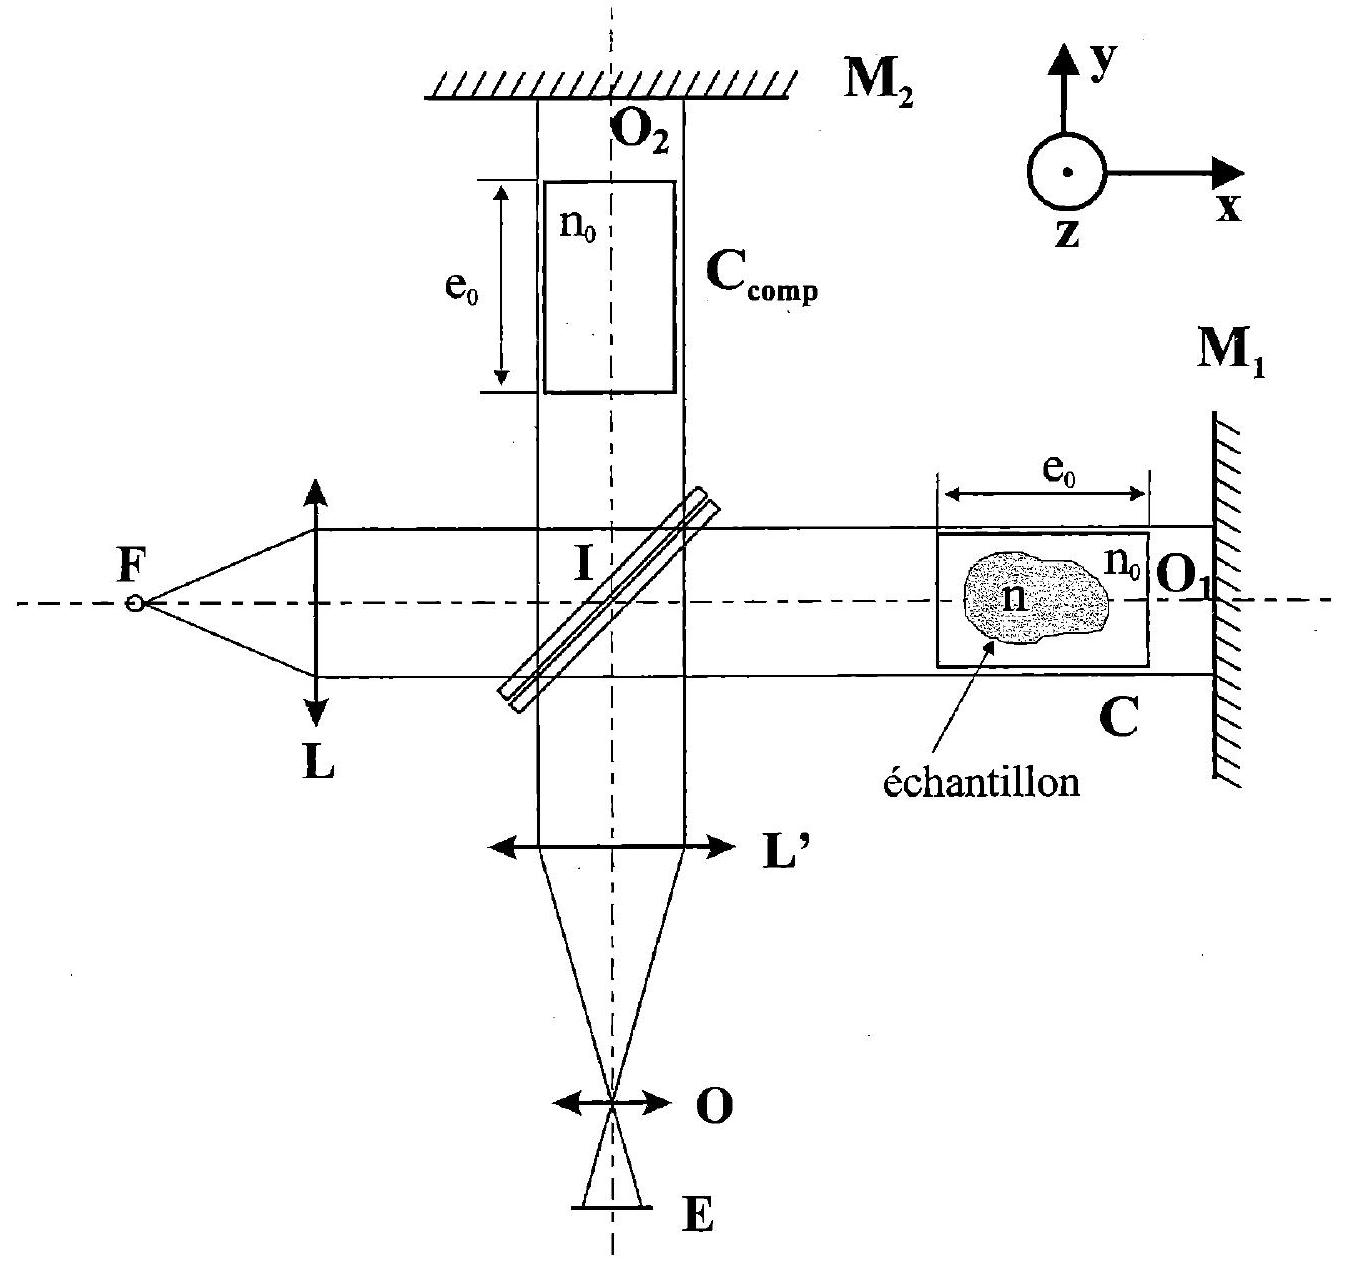 M₂
y
O₂
x
z
n₀
C_comp
e₀
M₁
e₀
F
I
n₀
O₁
n
L
C
échantillon
L’
O
E